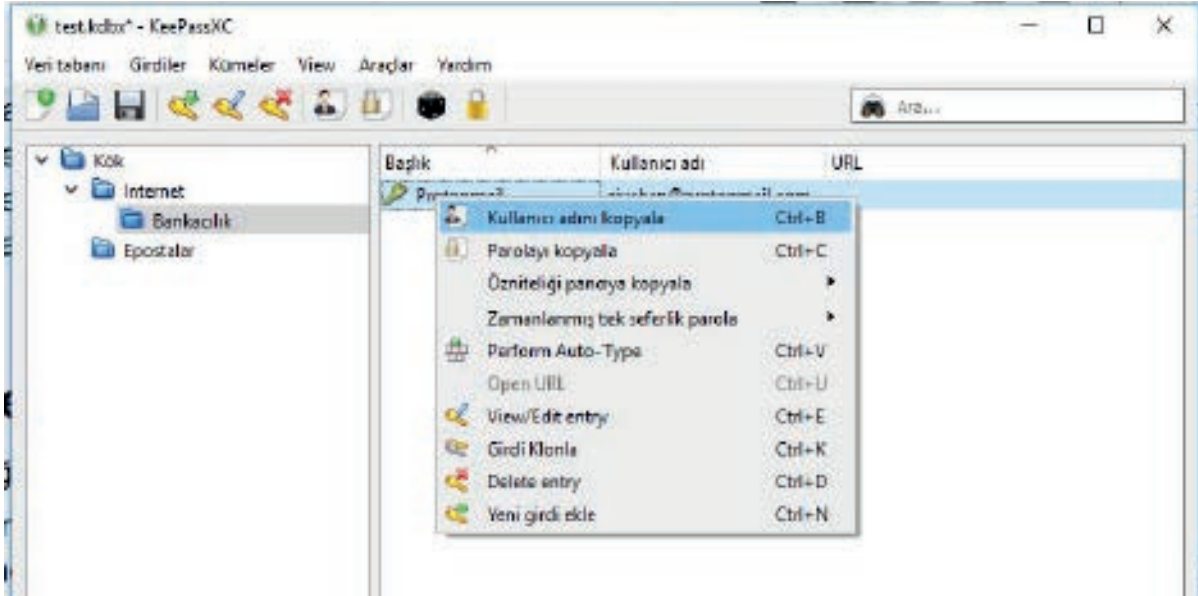 test.kdbx* - KeePassXC
Veri tabanı Girdiler Kümeler View Araçlar Yardım
Ara...
Kök
Internet
Bankacılık
Epostalar
Başlık Kullanıcı adı URL
Kullanıcı adını kopyala Ctrl+B
Parolayı kopyala Ctrl+C
Özniteliği panoya kopyala
Zamanlanmış tek seferlik parola
Perform Auto-Type Ctrl+V
Open URL Ctrl+U
View/Edit entry Ctrl+E
Girdi Klonla Ctrl+K
Delete entry Ctrl+D
Yeni girdi ekle Ctrl+N